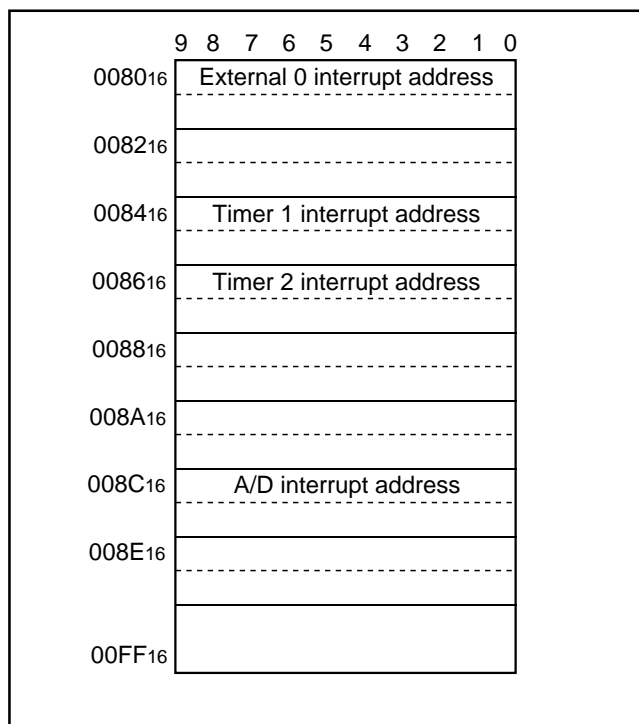 9 8 7 6 5 4 3 2 1 0
0080₁₆ External 0 interrupt address
0082₁₆
0084₁₆ Timer 1 interrupt address
0086₁₆ Timer 2 interrupt address
0088₁₆
008A₁₆
008C₁₆ A/D interrupt address
008E₁₆
00FF₁₆